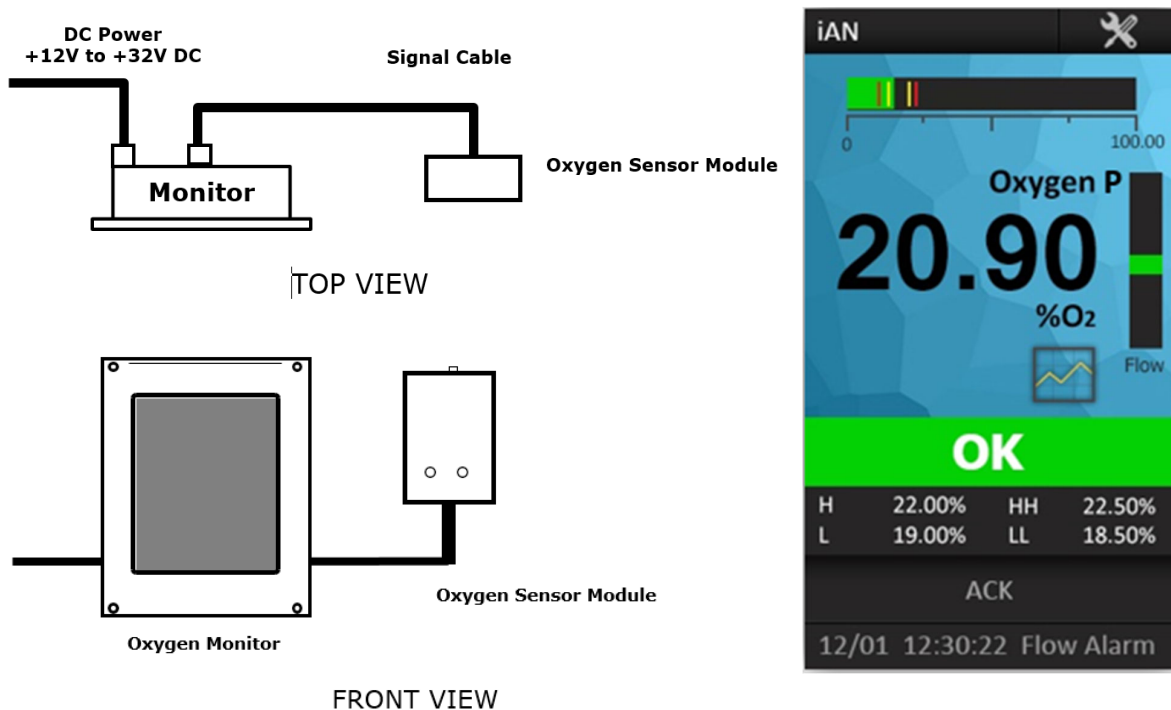 DC Power
+12V to +32V DC
Signal Cable
Monitor
Oxygen Sensor Module
TOP VIEW
Oxygen Monitor
Oxygen Sensor Module
FRONT VIEW
iAN
0 100.00
Oxygen P
20.90
%O₂
Flow
OK
H 22.00% HH 22.50%
L 19.00% LL 18.50%
ACK
12/01 12:30:22 Flow Alarm